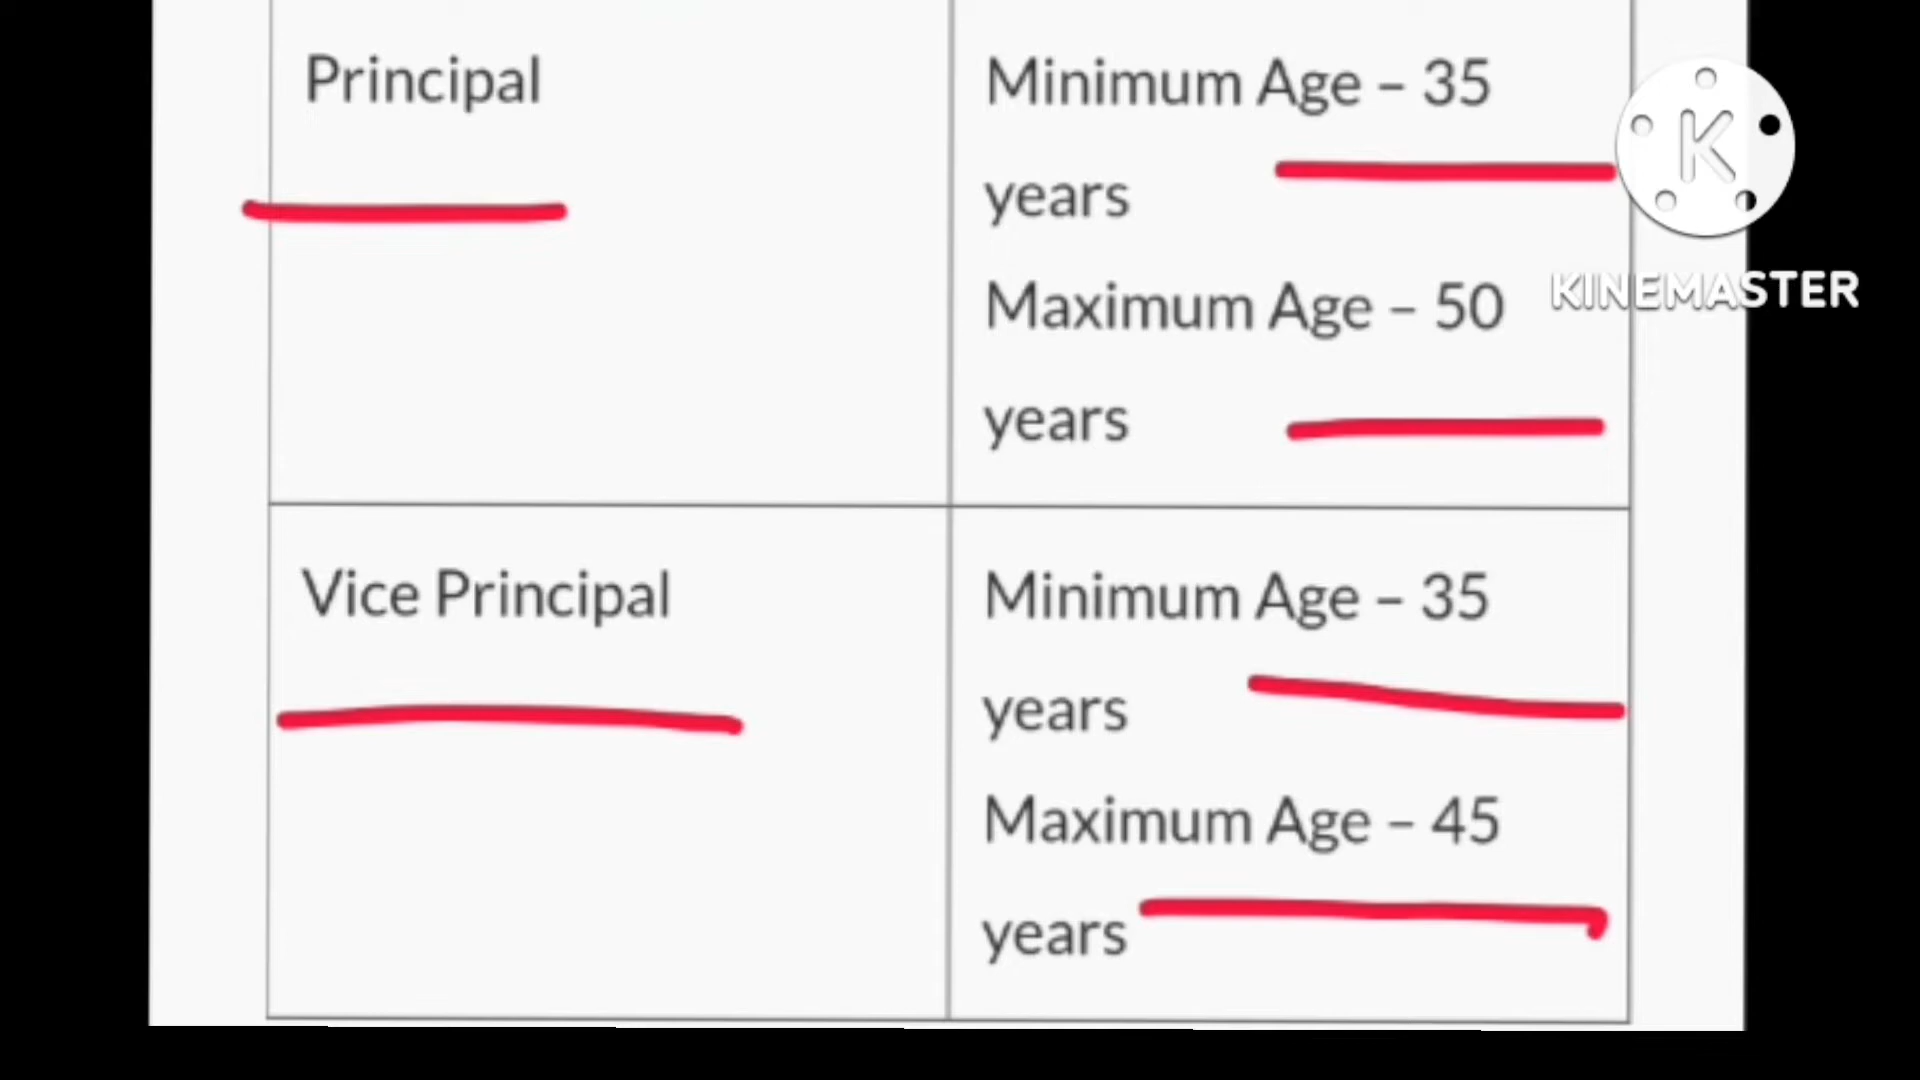 Principal
Minimum Age – 35
years
Maximum Age – 50
years
Vice Principal
Minimum Age – 35
years
Maximum Age – 45
years
K
KINEMASTER